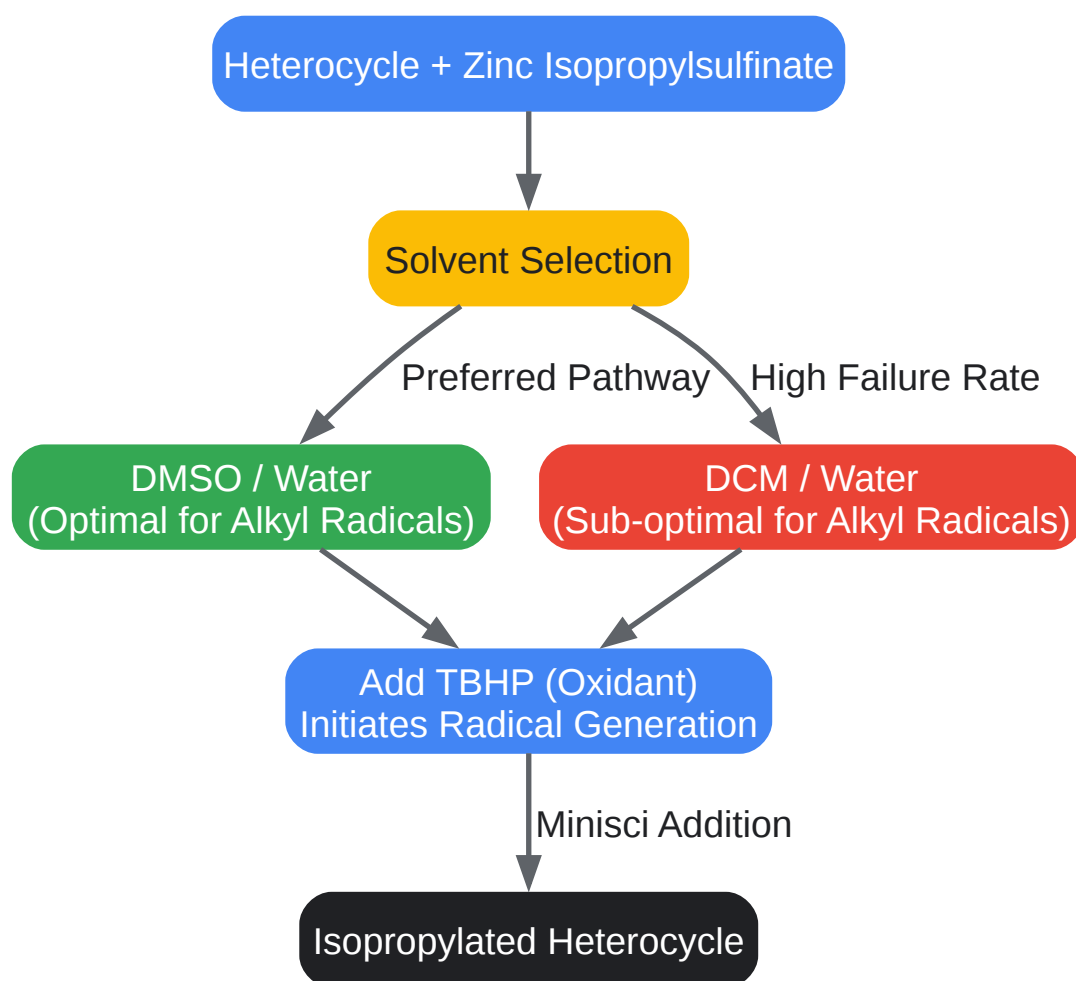 Heterocycle + Zinc Isopropylsulfinate
Solvent Selection
Preferred Pathway
High Failure Rate
DMSO / Water
(Optimal for Alkyl Radicals)
DCM / Water
(Sub-optimal for Alkyl Radicals)
Add TBHP (Oxidant)
Initiates Radical Generation
Minisci Addition
Isopropylated Heterocycle